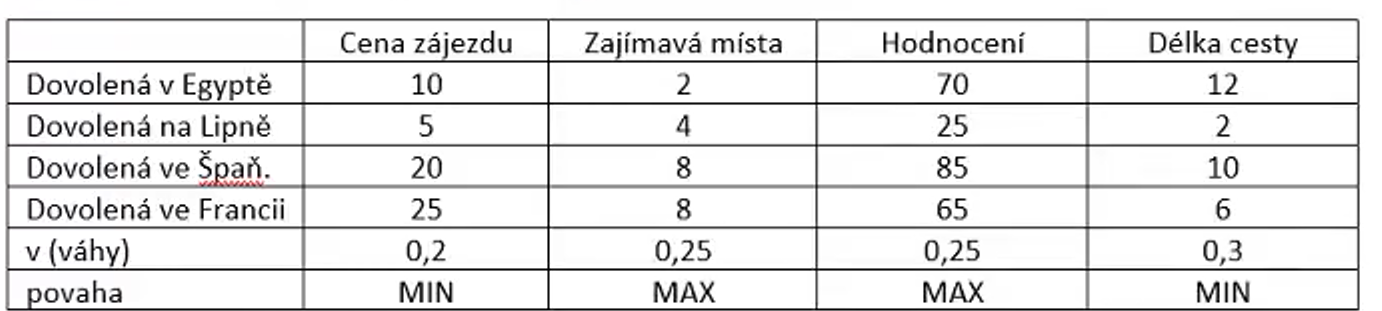 Cena zájezdu Zajímavá místa Hodnocení Délka cesty
Dovolená v Egyptě 10 2 70 12
Dovolená na Lipně 5 4 25 2
Dovolená ve Špaň. 20 8 85 10
Dovolená ve Francii 25 8 65 6
v (váhy) 0,2 0,25 0,25 0,3
povaha MIN MAX MAX MIN